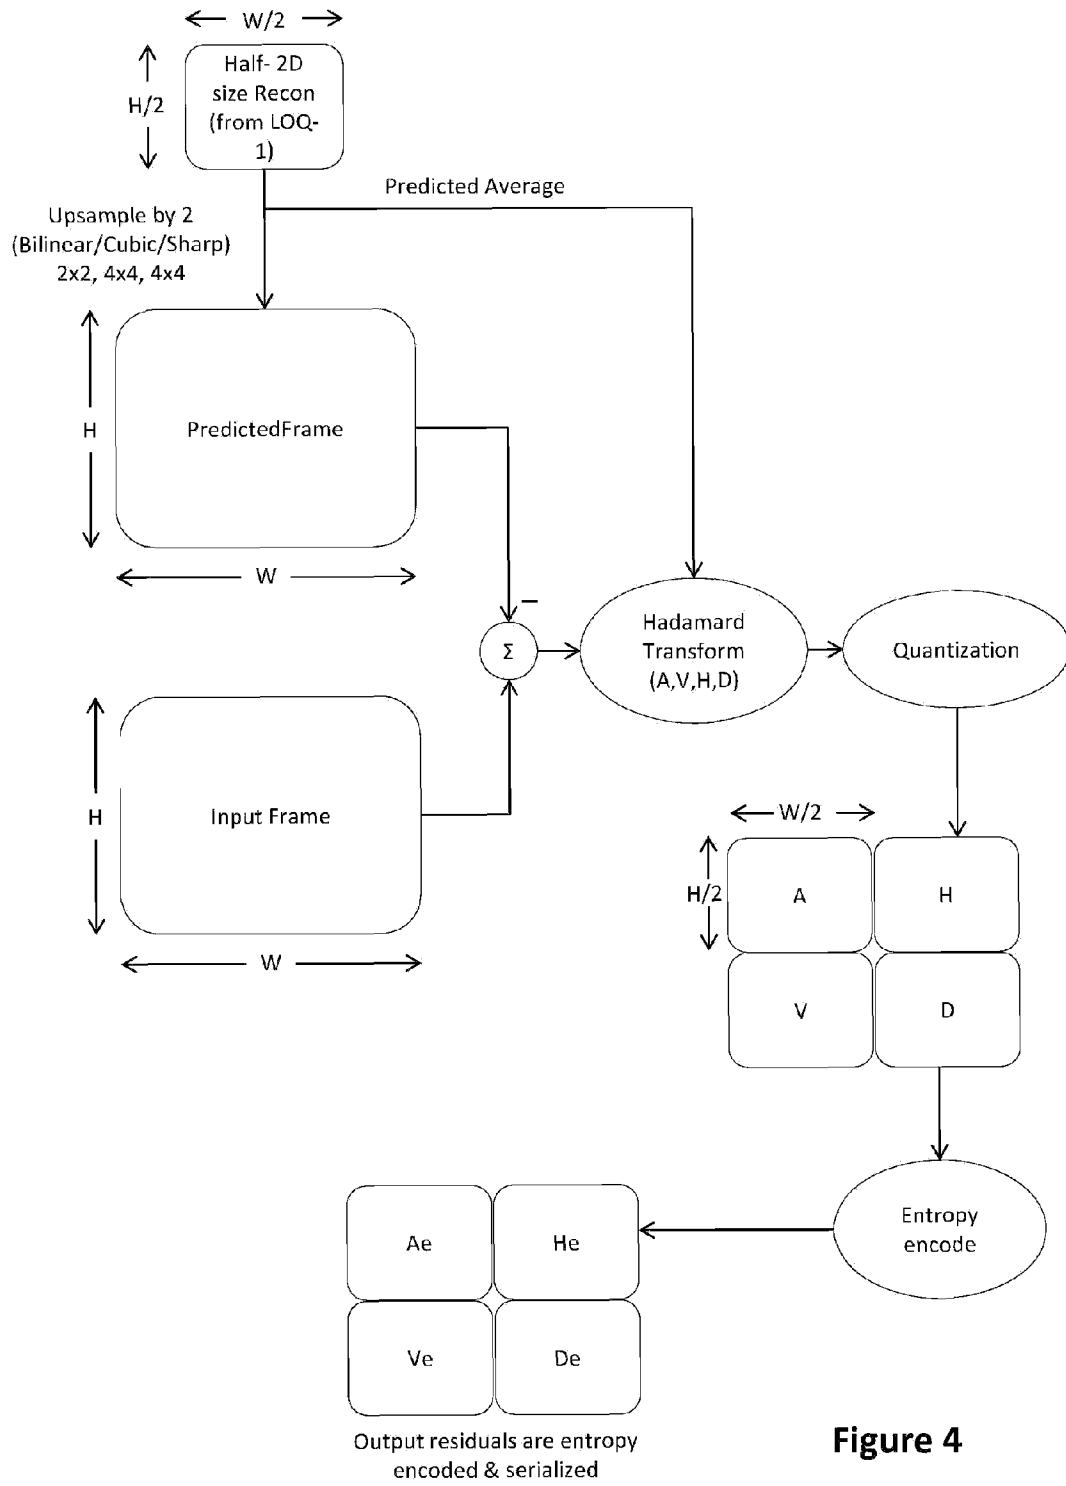 W/2
H/2
Half- 2D
size Recon
(from LOQ-
1)
Predicted Average
Upsample by 2
(Bilinear/Cubic/Sharp)
2x2, 4x4, 4x4
H
PredictedFrame
W
–
Σ
Hadamard
Transform
(A,V,H,D)
Quantization
H
Input Frame
W
W/2
H/2
A
H
V
D
Entropy
encode
Ae
He
Ve
De
Output residuals are entropy
encoded & serialized
Figure 4